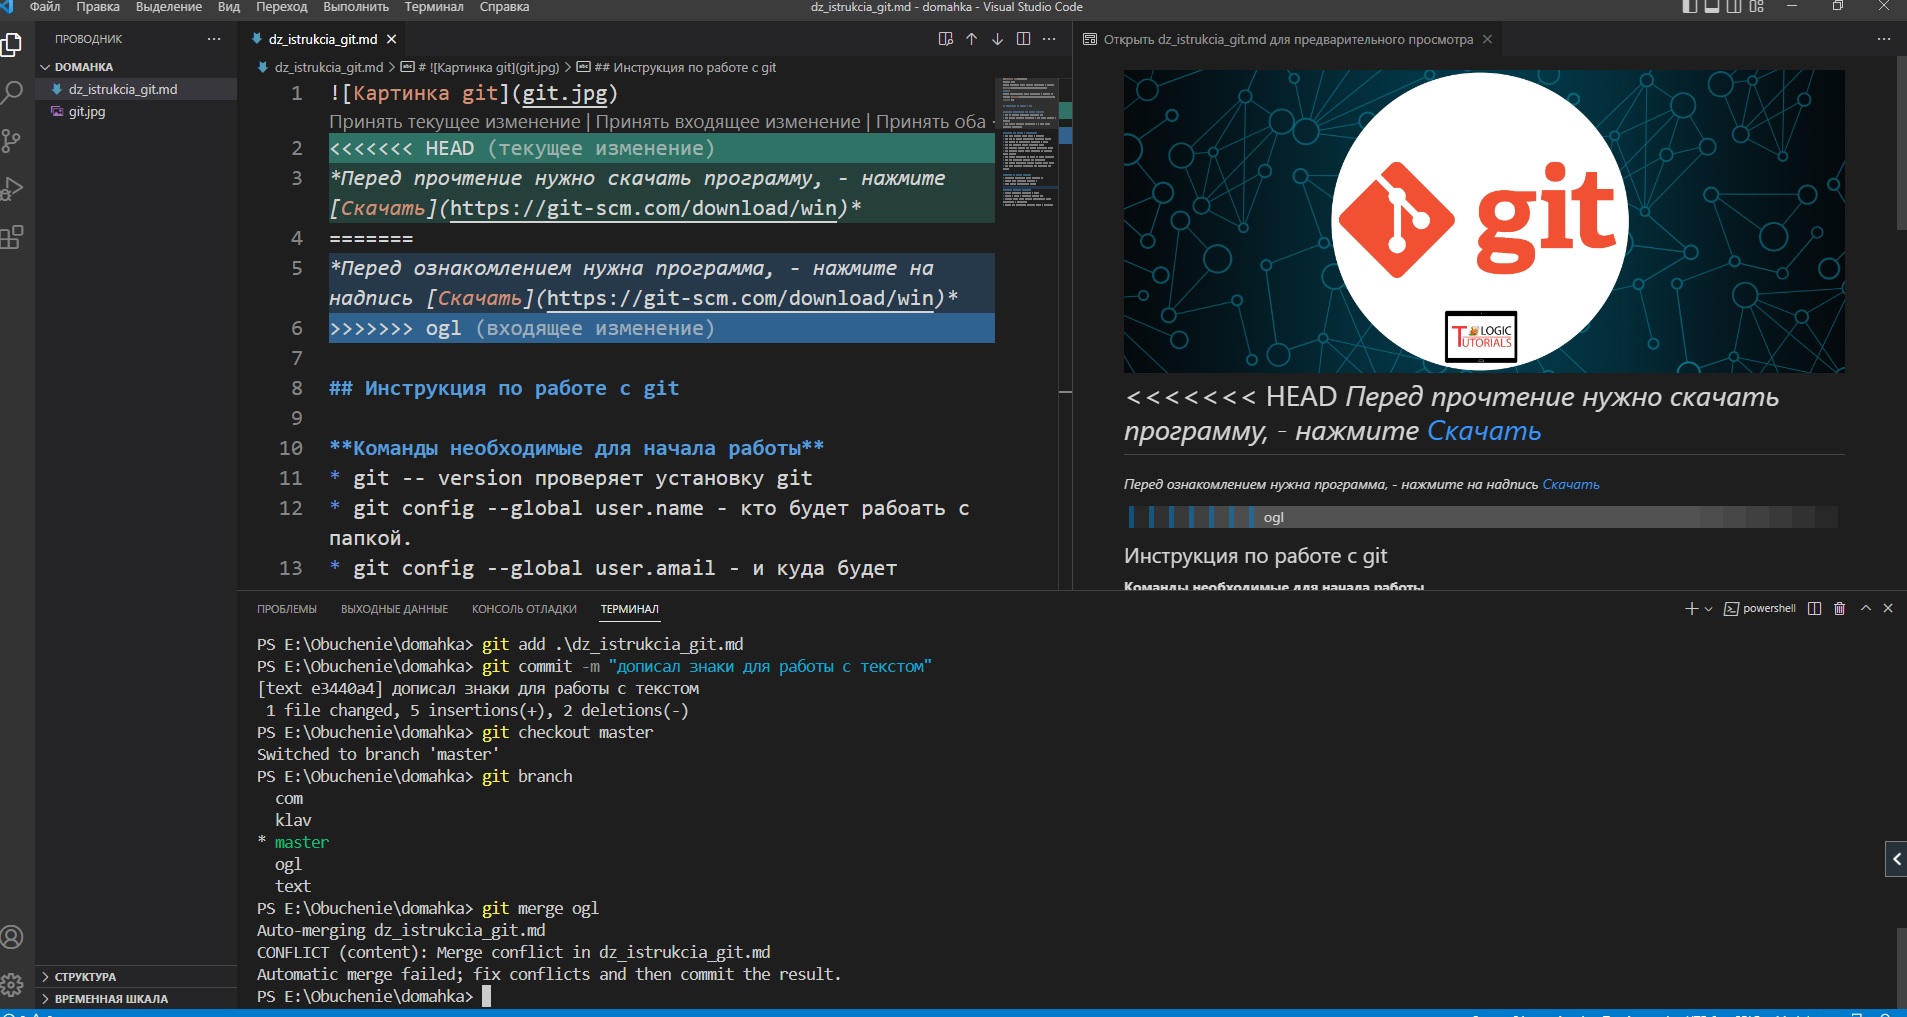 Файл Правка Выделение Вид Переход Выполнить Терминал Справка
dz_istrukcia_git.md - domahka - Visual Studio Code
ПРОВОДНИК
DOMAHKA
dz_istrukcia_git.md
git.jpg
СТРУКТУРА
ВРЕМЕННАЯ ШКАЛА
dz_istrukcia_git.md
dz_istrukcia_git.md > # ![Картинка git](git.jpg) > ## Инструкция по работе с git
1 ![Картинка git](git.jpg)
Принять текущее изменение | Принять входящее изменение | Принять оба
2 <<<<<<< HEAD (текущее изменение)
3 *Перед прочтение нужно скачать программу, - нажмите
[Скачать](https://git-scm.com/download/win)*
4 =======
5 *Перед ознакомлением нужна программа, - нажмите на
надпись [Скачать](https://git-scm.com/download/win)*
6 >>>>>>> ogl (входящее изменение)
7
8 ## Инструкция по работе с git
9
10 **Команды необходимые для начала работы**
11 * git -- version проверяет установку git
12 * git config --global user.name - кто будет рабоать с
папкой.
13 * git config --global user.amail - и куда будет
Открыть dz_istrukcia_git.md для предварительного просмотра
git
LOGIC
TUTORIALS
<<<<<<< HEAD Перед прочтение нужно скачать
программу, - нажмите Скачать
Перед ознакомлением нужна программа, - нажмите на надпись Скачать
ogl
Инструкция по работе с git
Команды необходимые для начала работы
ПРОБЛЕМЫ ВЫХОДНЫЕ ДАННЫЕ КОНСОЛЬ ОТЛАДКИ ТЕРМИНАЛ
powershell
PS E:\Obuchenie\domahka> git add .\dz_istrukcia_git.md
PS E:\Obuchenie\domahka> git commit -m "дописал знаки для работы с текстом"
[text e3440a4] дописал знаки для работы с текстом
1 file changed, 5 insertions(+), 2 deletions(-)
PS E:\Obuchenie\domahka> git checkout master
Switched to branch 'master'
PS E:\Obuchenie\domahka> git branch
com
klav
* master
ogl
text
PS E:\Obuchenie\domahka> git merge ogl
Auto-merging dz_istrukcia_git.md
CONFLICT (content): Merge conflict in dz_istrukcia_git.md
Automatic merge failed; fix conflicts and then commit the result.
PS E:\Obuchenie\domahka>